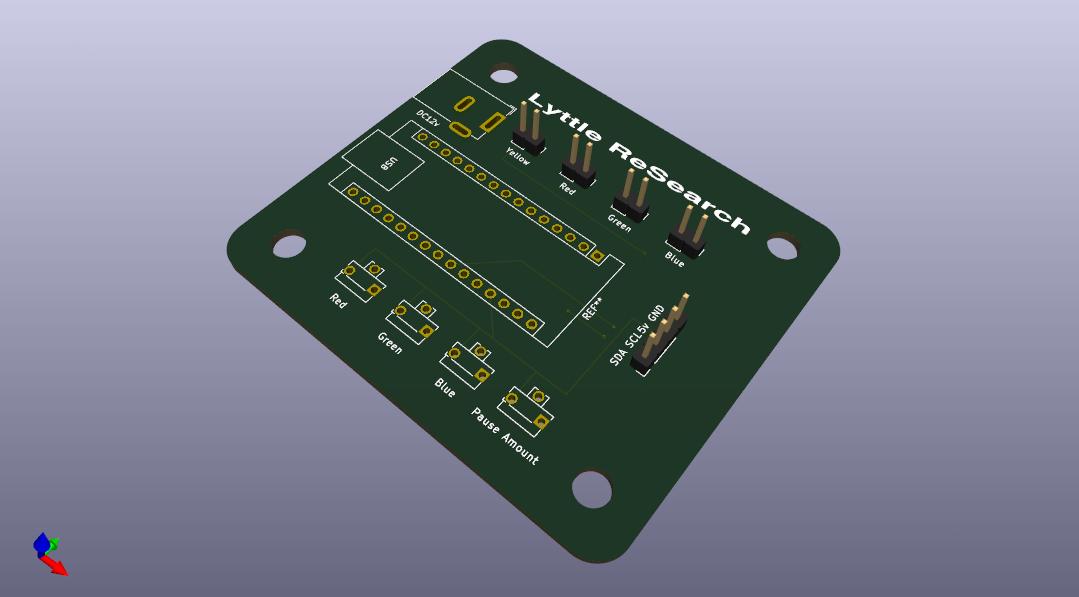 Lyttle ReSearch
DC12v
USB
Yellow
Red
Green
Blue
REF**
SDA SCL5v GND
Red
Green
Blue
Pause Amount